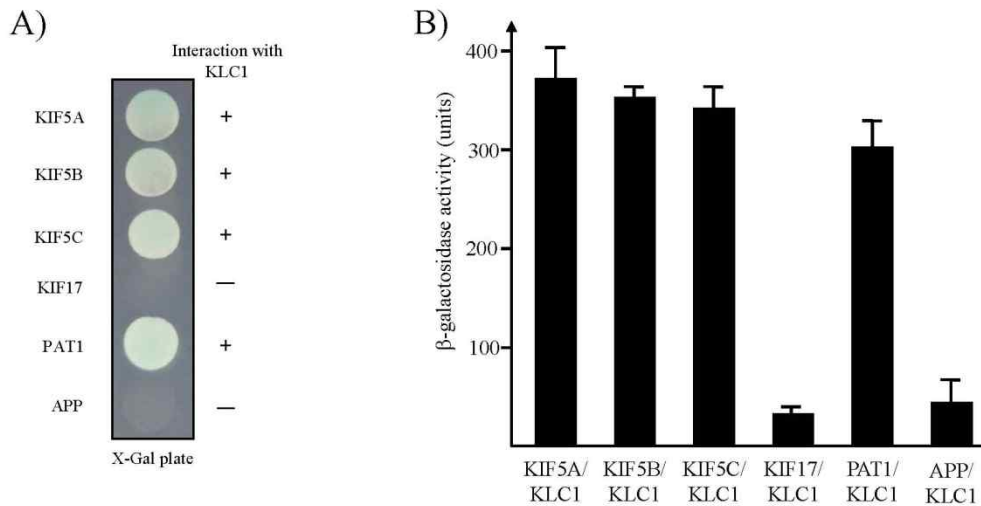 A)
Interaction with
KLC1
KIF5A +
KIF5B +
KIF5C +
KIF17 —
PAT1 +
APP —
X-Gal plate
B)
β-galactosidase activity (units)
400
300
200
100
KIF5A/ KIF5B/ KIF5C/ KIF17/ PAT1/ APP/
KLC1 KLC1 KLC1 KLC1 KLC1 KLC1